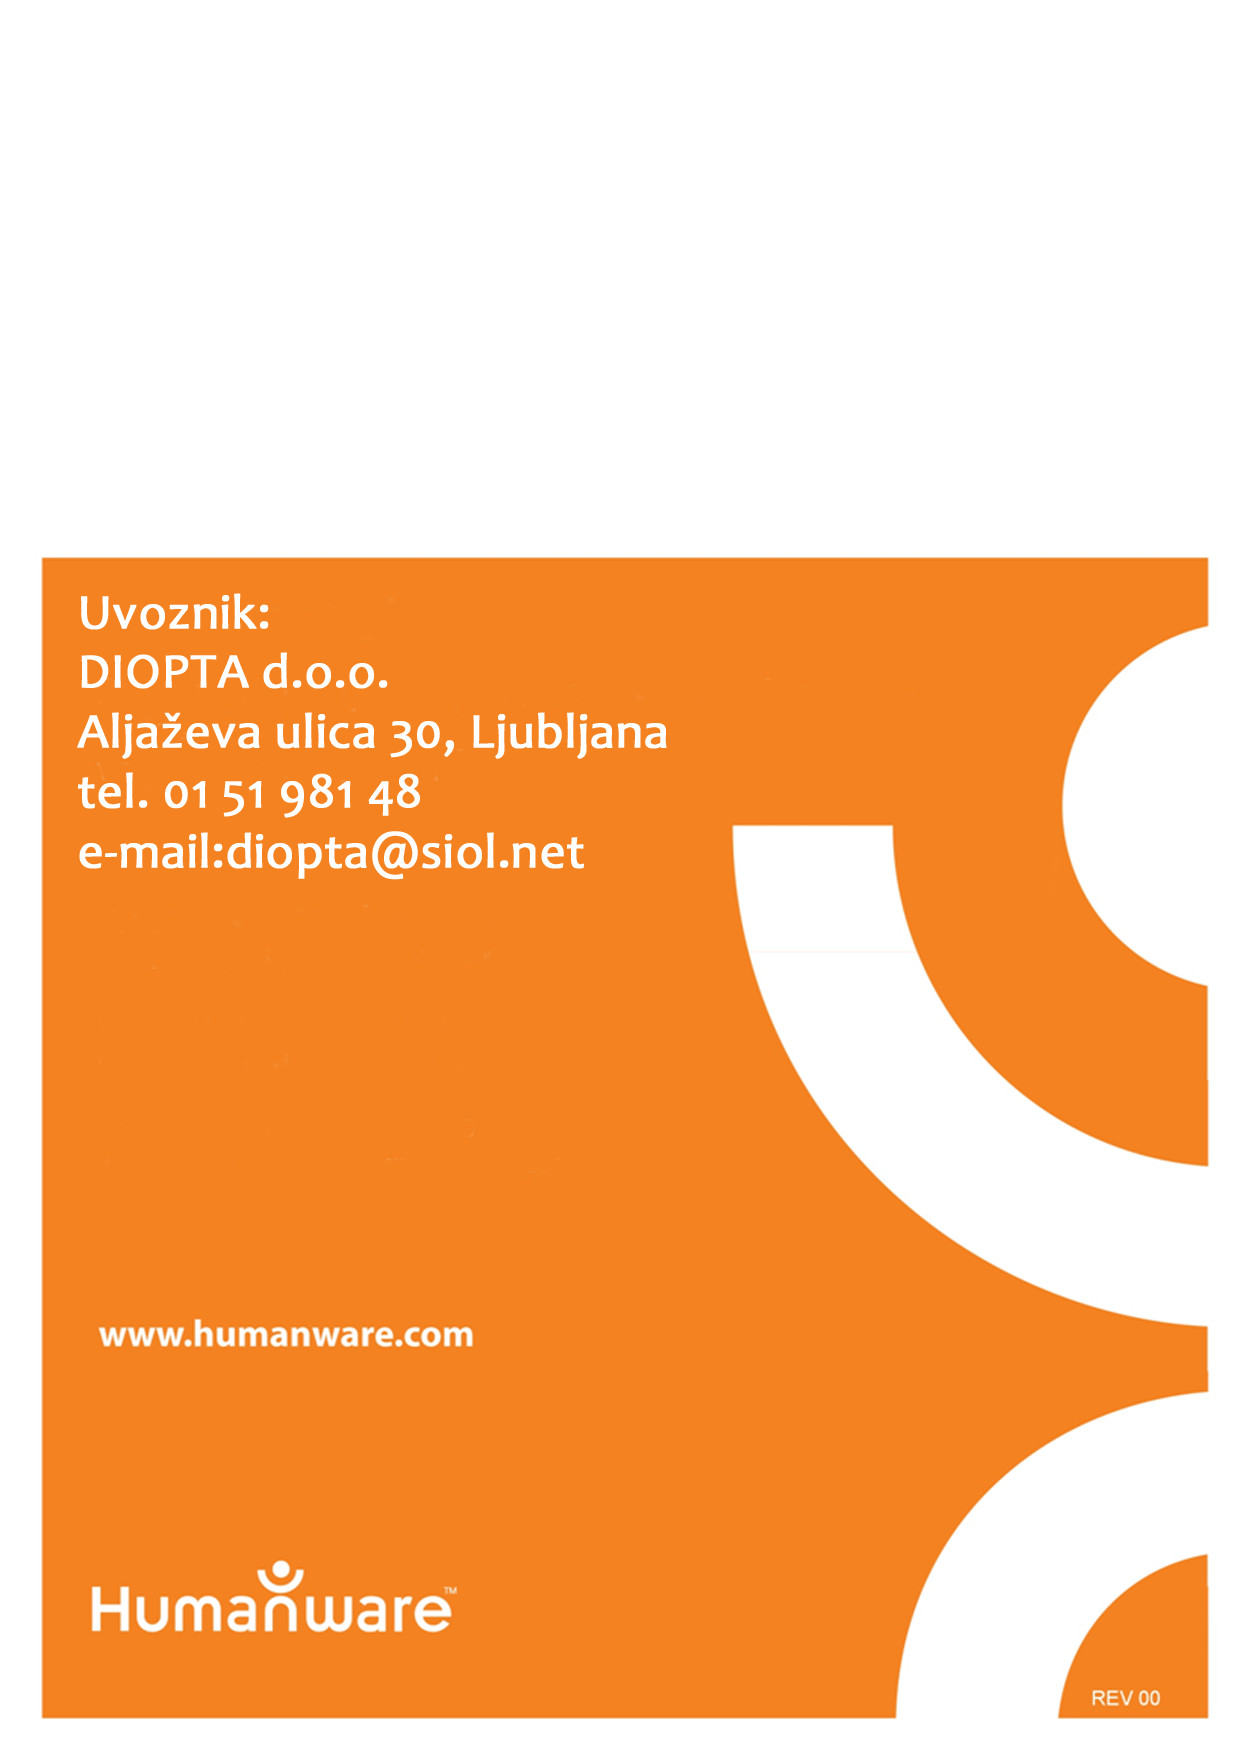 Uvoznik:
DIOPTA d.o.o.
Aljaževa ulica 30, Ljubljana
tel. 01 51 981 48
e-mail:diopta@siol.net
www.humanware.com
Humanware™
REV 00